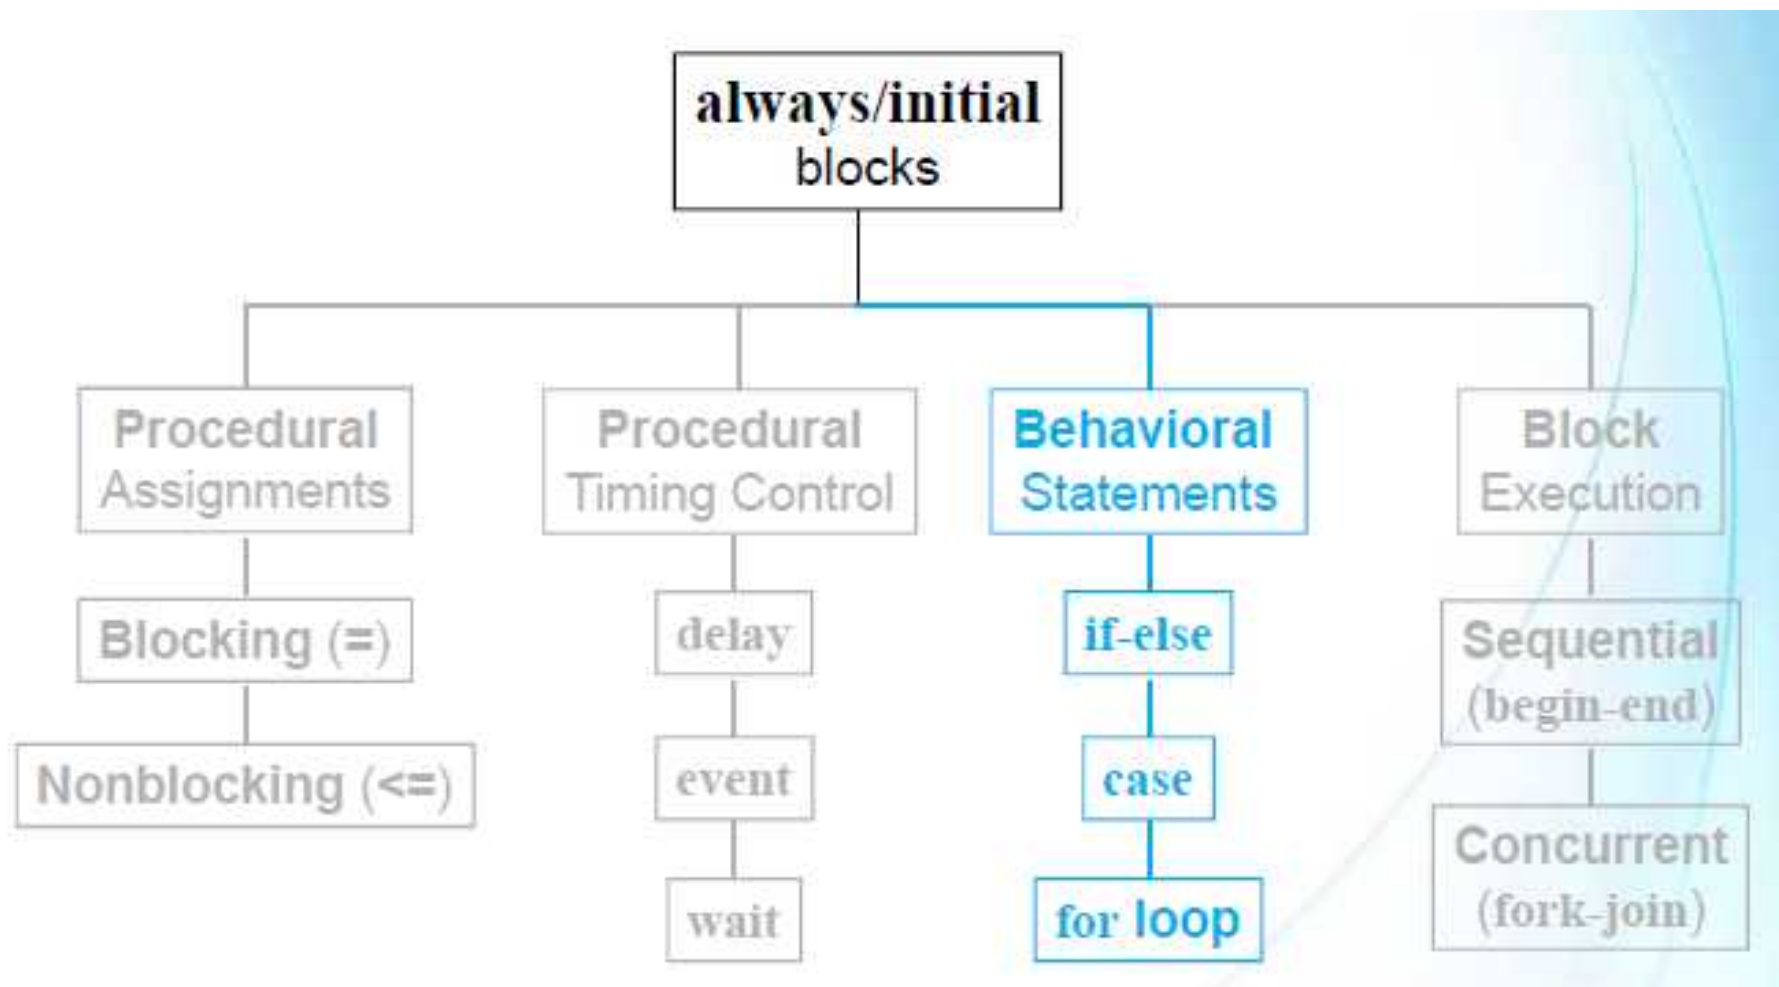 always/initial
blocks
Procedural
Assignments
Blocking (=)
Nonblocking (<=)
Procedural
Timing Control
delay
event
wait
Behavioral
Statements
if-else
case
for loop
Block
Execution
Sequential
(begin-end)
Concurrent
(fork-join)